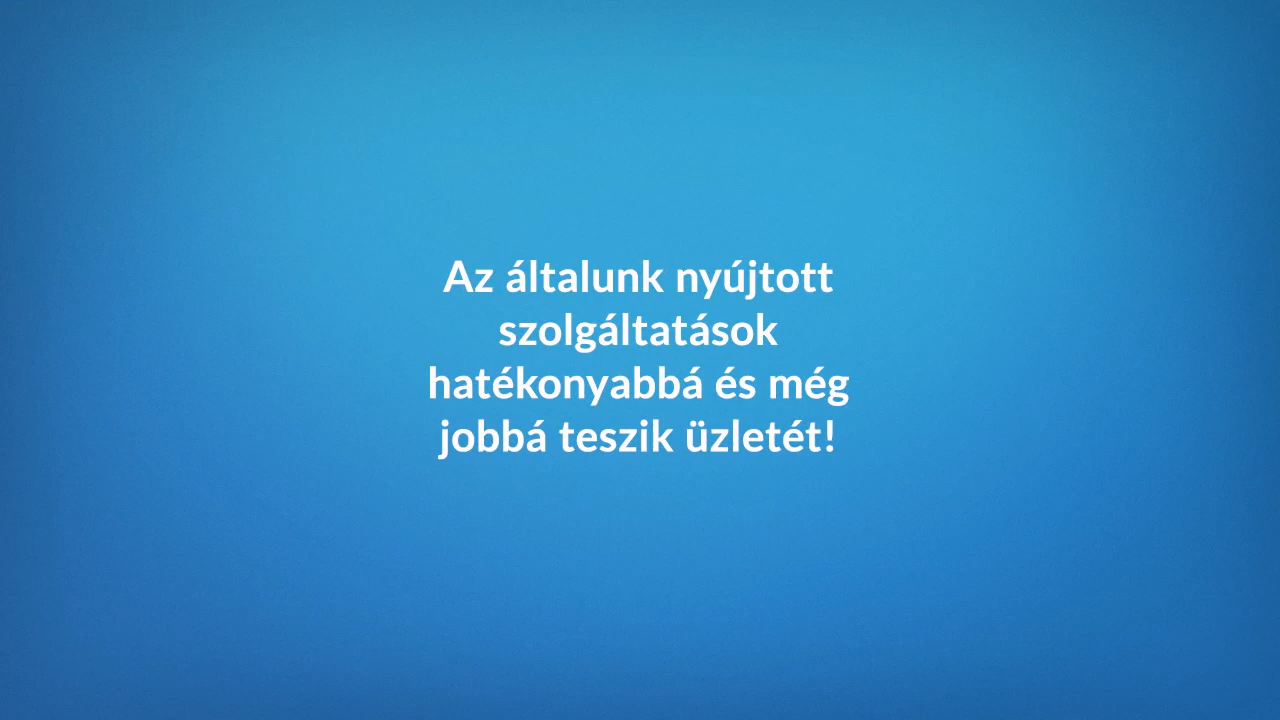 Az általunk nyújtott
szolgáltatások
hatékonyabbá és még
jobbá teszik üzletét!